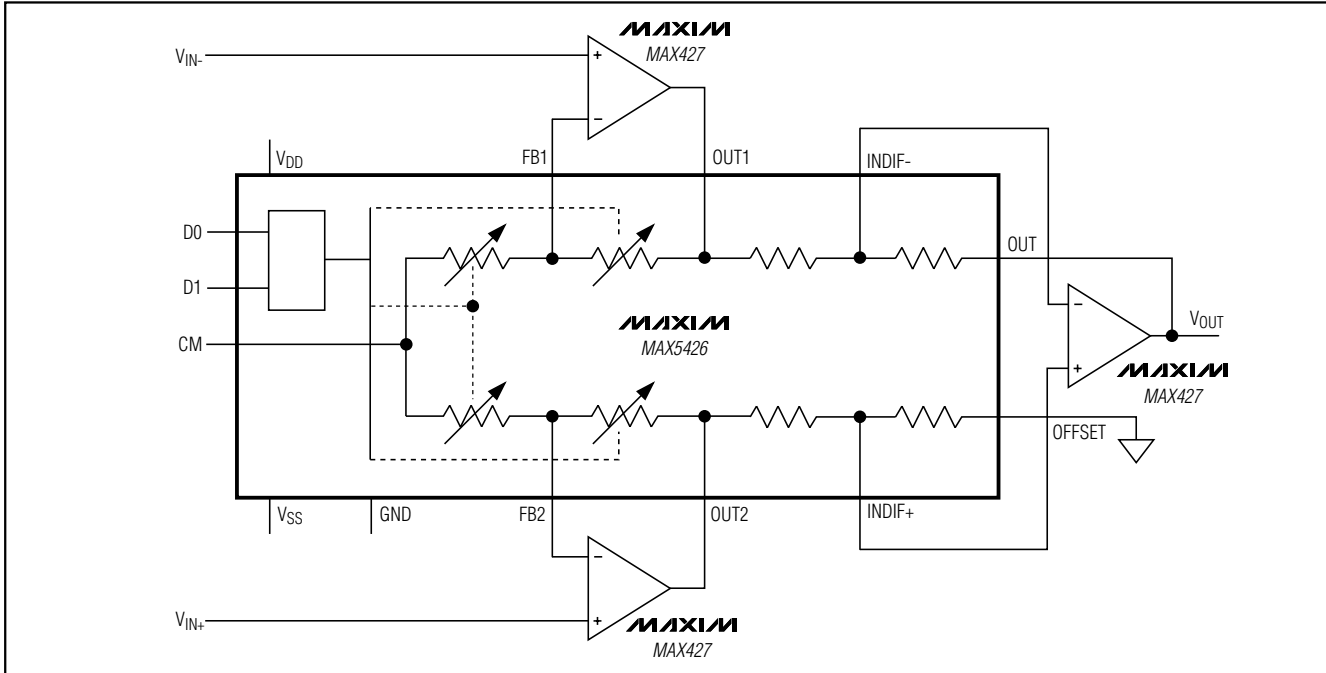 MAXIM
MAX427
VIN-
+
−
VDD
FB1
OUT1
INDIF-
D0
D1
CM
OUT
−
+
VOUT
MAXIM
MAX5426
MAXIM
MAX427
OFFSET
VSS
GND
FB2
OUT2
INDIF+
−
+
VIN+
MAXIM
MAX427